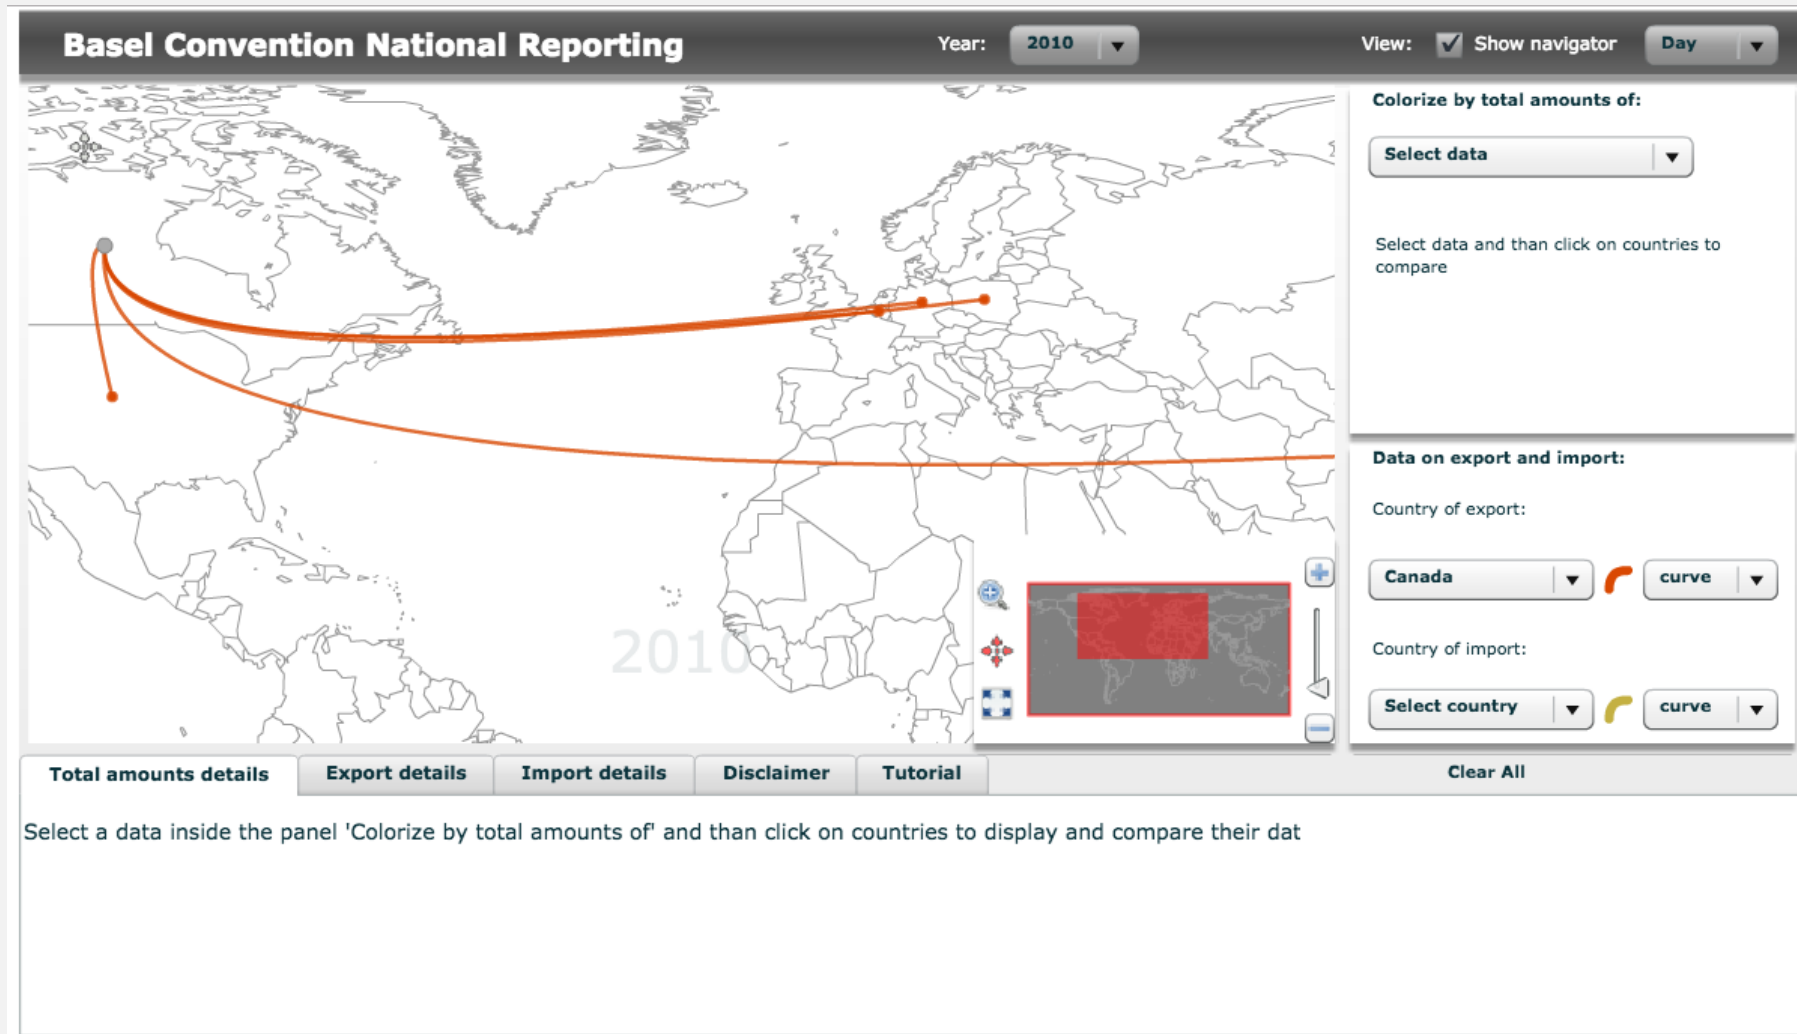 Basel Convention National Reporting
Year: 2010
View: Show navigator Day
Colorize by total amounts of:
Select data
Select data and than click on countries to
compare
Data on export and import:
Country of export:
Canada curve
Country of import:
Select country curve
2010
Total amounts details Export details Import details Disclaimer Tutorial Clear All
Select a data inside the panel 'Colorize by total amounts of' and than click on countries to display and compare their dat